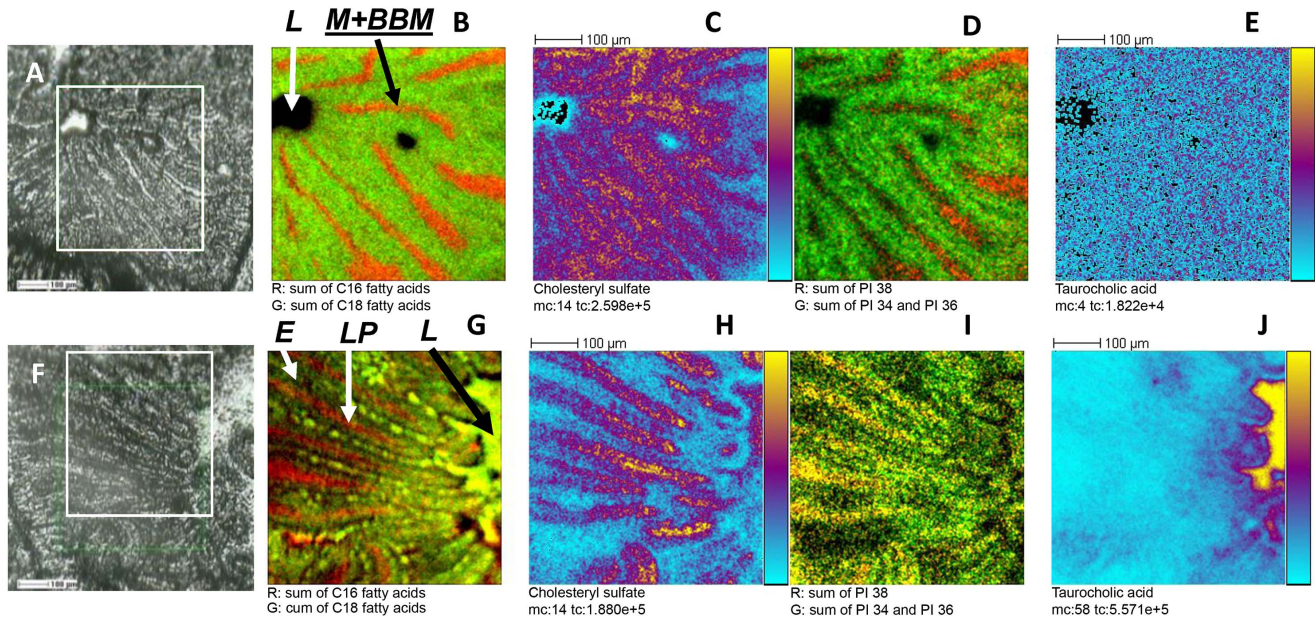 L M+BBM B C D E
A 100 µm 100 µm
100 µm
R: sum of C16 fatty acids Cholesteryl sulfate R: sum of PI 38 Taurocholic acid
G: sum of C18 fatty acids mc:14 tc:2.598e+5 G: sum of PI 34 and PI 36 mc:4 tc:1.822e+4
E LP L G H I J
F 100 µm 100 µm
100 µm
R: sum of C16 fatty acids Cholesteryl sulfate R: sum of PI 38 Taurocholic acid
G: cum of C18 fatty acids mc:14 tc:1.880e+5 G: sum of PI 34 and PI 36 mc:58 tc:5.571e+5